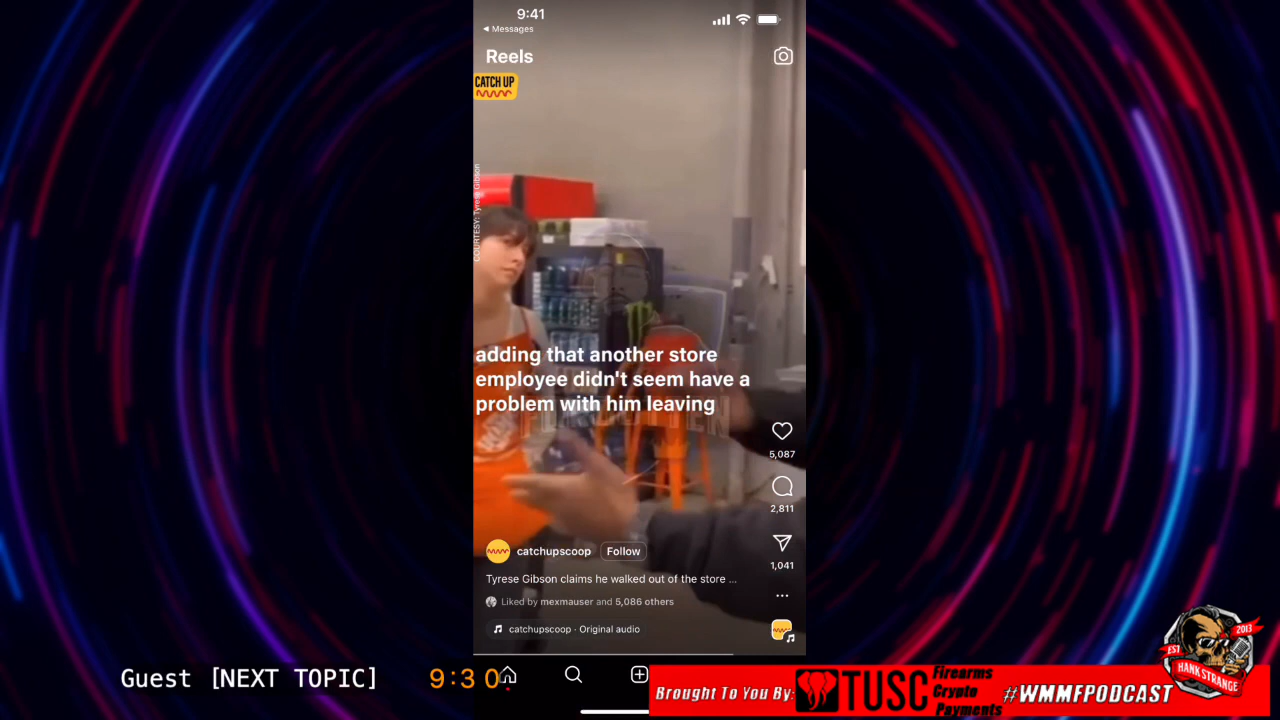 9:41
◀ Messages
Reels
CATCH UP
COURTESY: Tyrese Gibson
adding that another store
employee didn't seem have a
problem with him leaving
5,087
2,811
1,041
catchupscoop Follow
Tyrese Gibson claims he walked out of the store ...
Liked by mexmauser and 5,086 others
catchupscoop · Original audio
Guest [NEXT TOPIC] 9:30
Brought To You By: TUSC Firearms Crypto Payments #WMMFPODCAST
EST 2013
HANK STRANGE